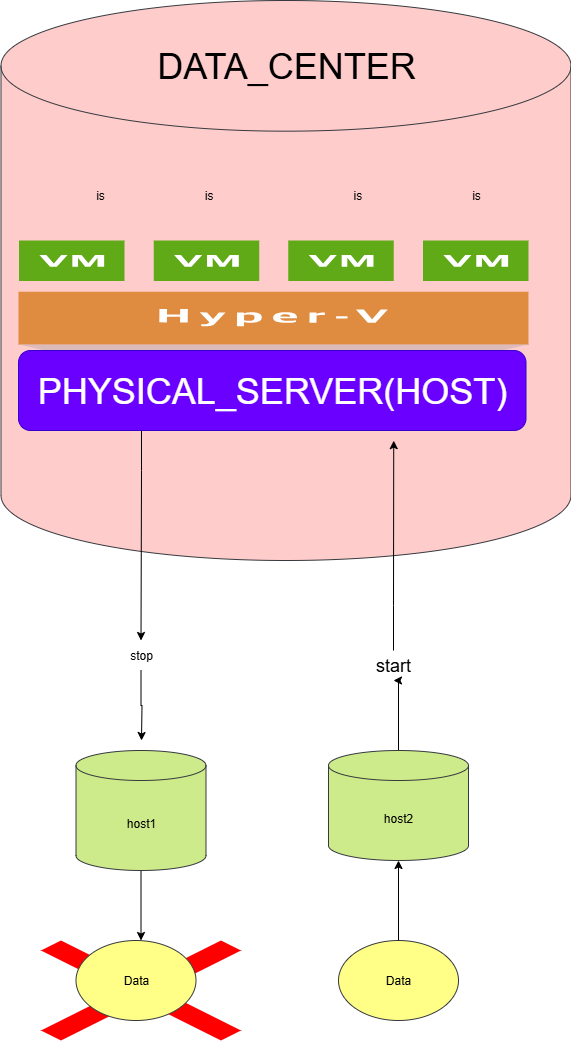 DATA_CENTER
is is is is
VM VM VM VM
Hyper-V
PHYSICAL_SERVER(HOST)
stop
start
host1
host2
Data
Data